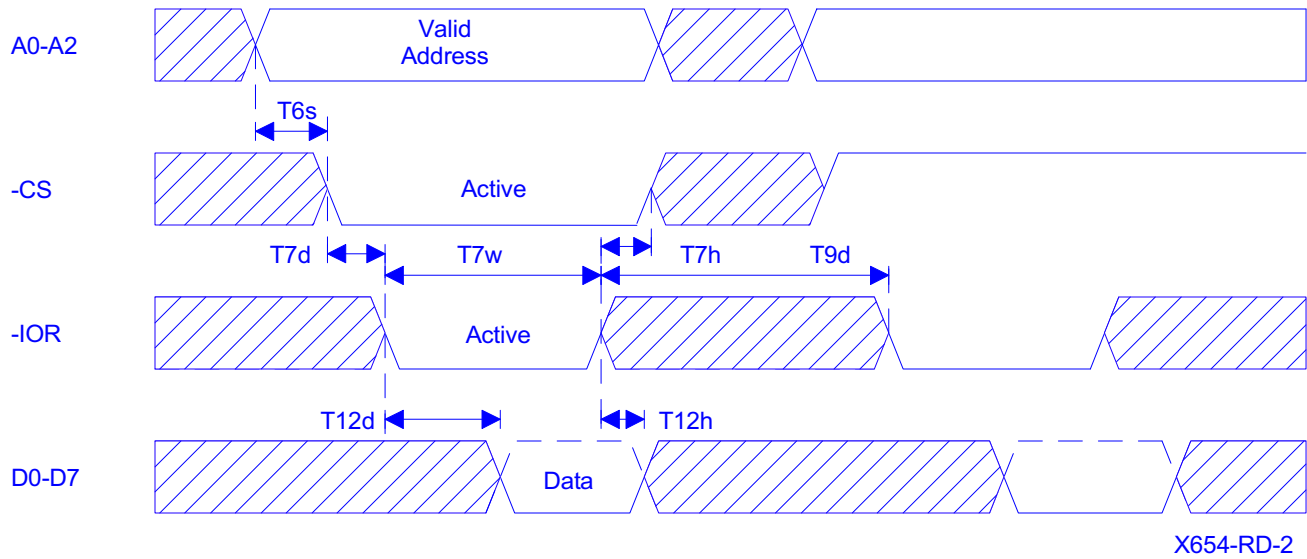 A0-A2
Valid
Address
T6s
-CS
Active
T7d
T7w
T7h
T9d
-IOR
Active
T12d
T12h
D0-D7
Data
X654-RD-2